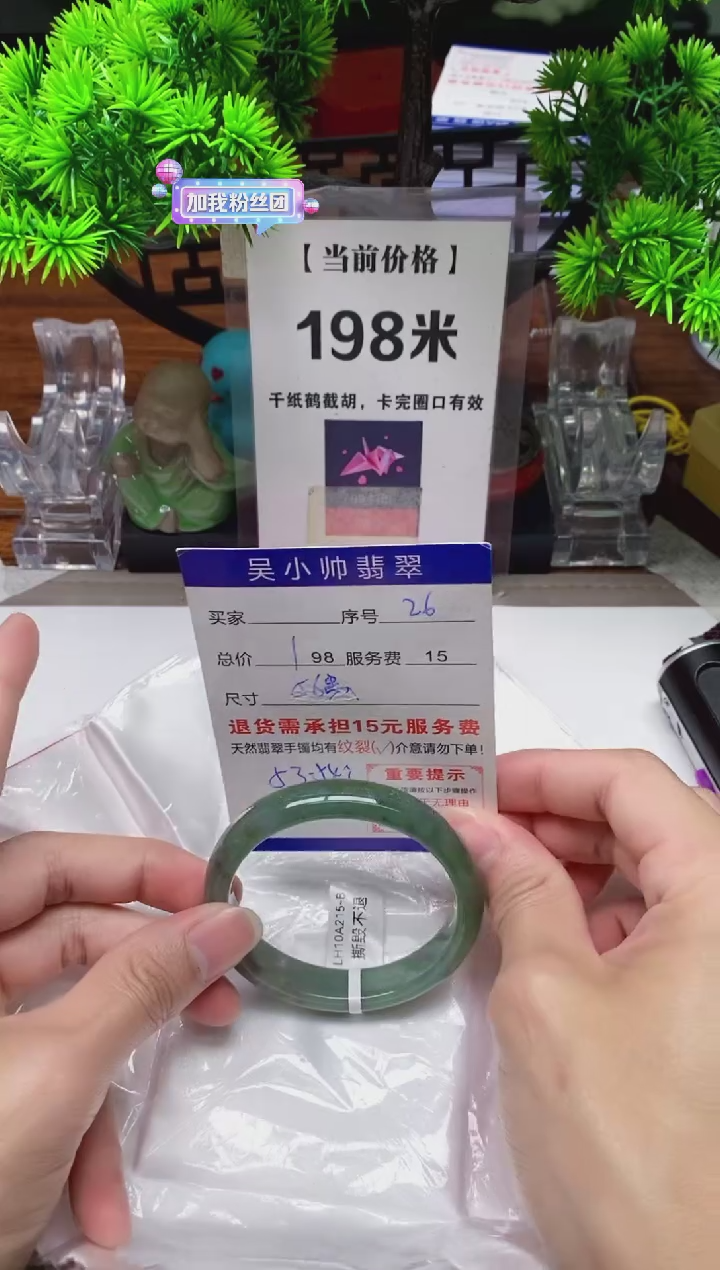 加我粉丝团
【当前价格】
198米
千纸鹤截胡，卡完圈口有效
吴小帅翡翠
买家 序号 26
总价 198 服务费 15
尺寸
退货需承担15元服务费
天然翡翠手镯均有纹裂(✓)介意请勿下单!
重要提示
无理由
LH10A215-B
撕毁不退